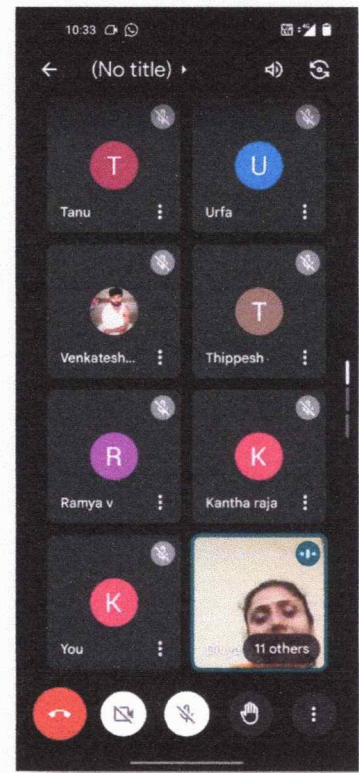 10:33
(No title)
T
U
Tanu
Urfa
T
Venkatesh...
Thippesh
R
K
Ramya v
Kantha raja
K
You
11 others